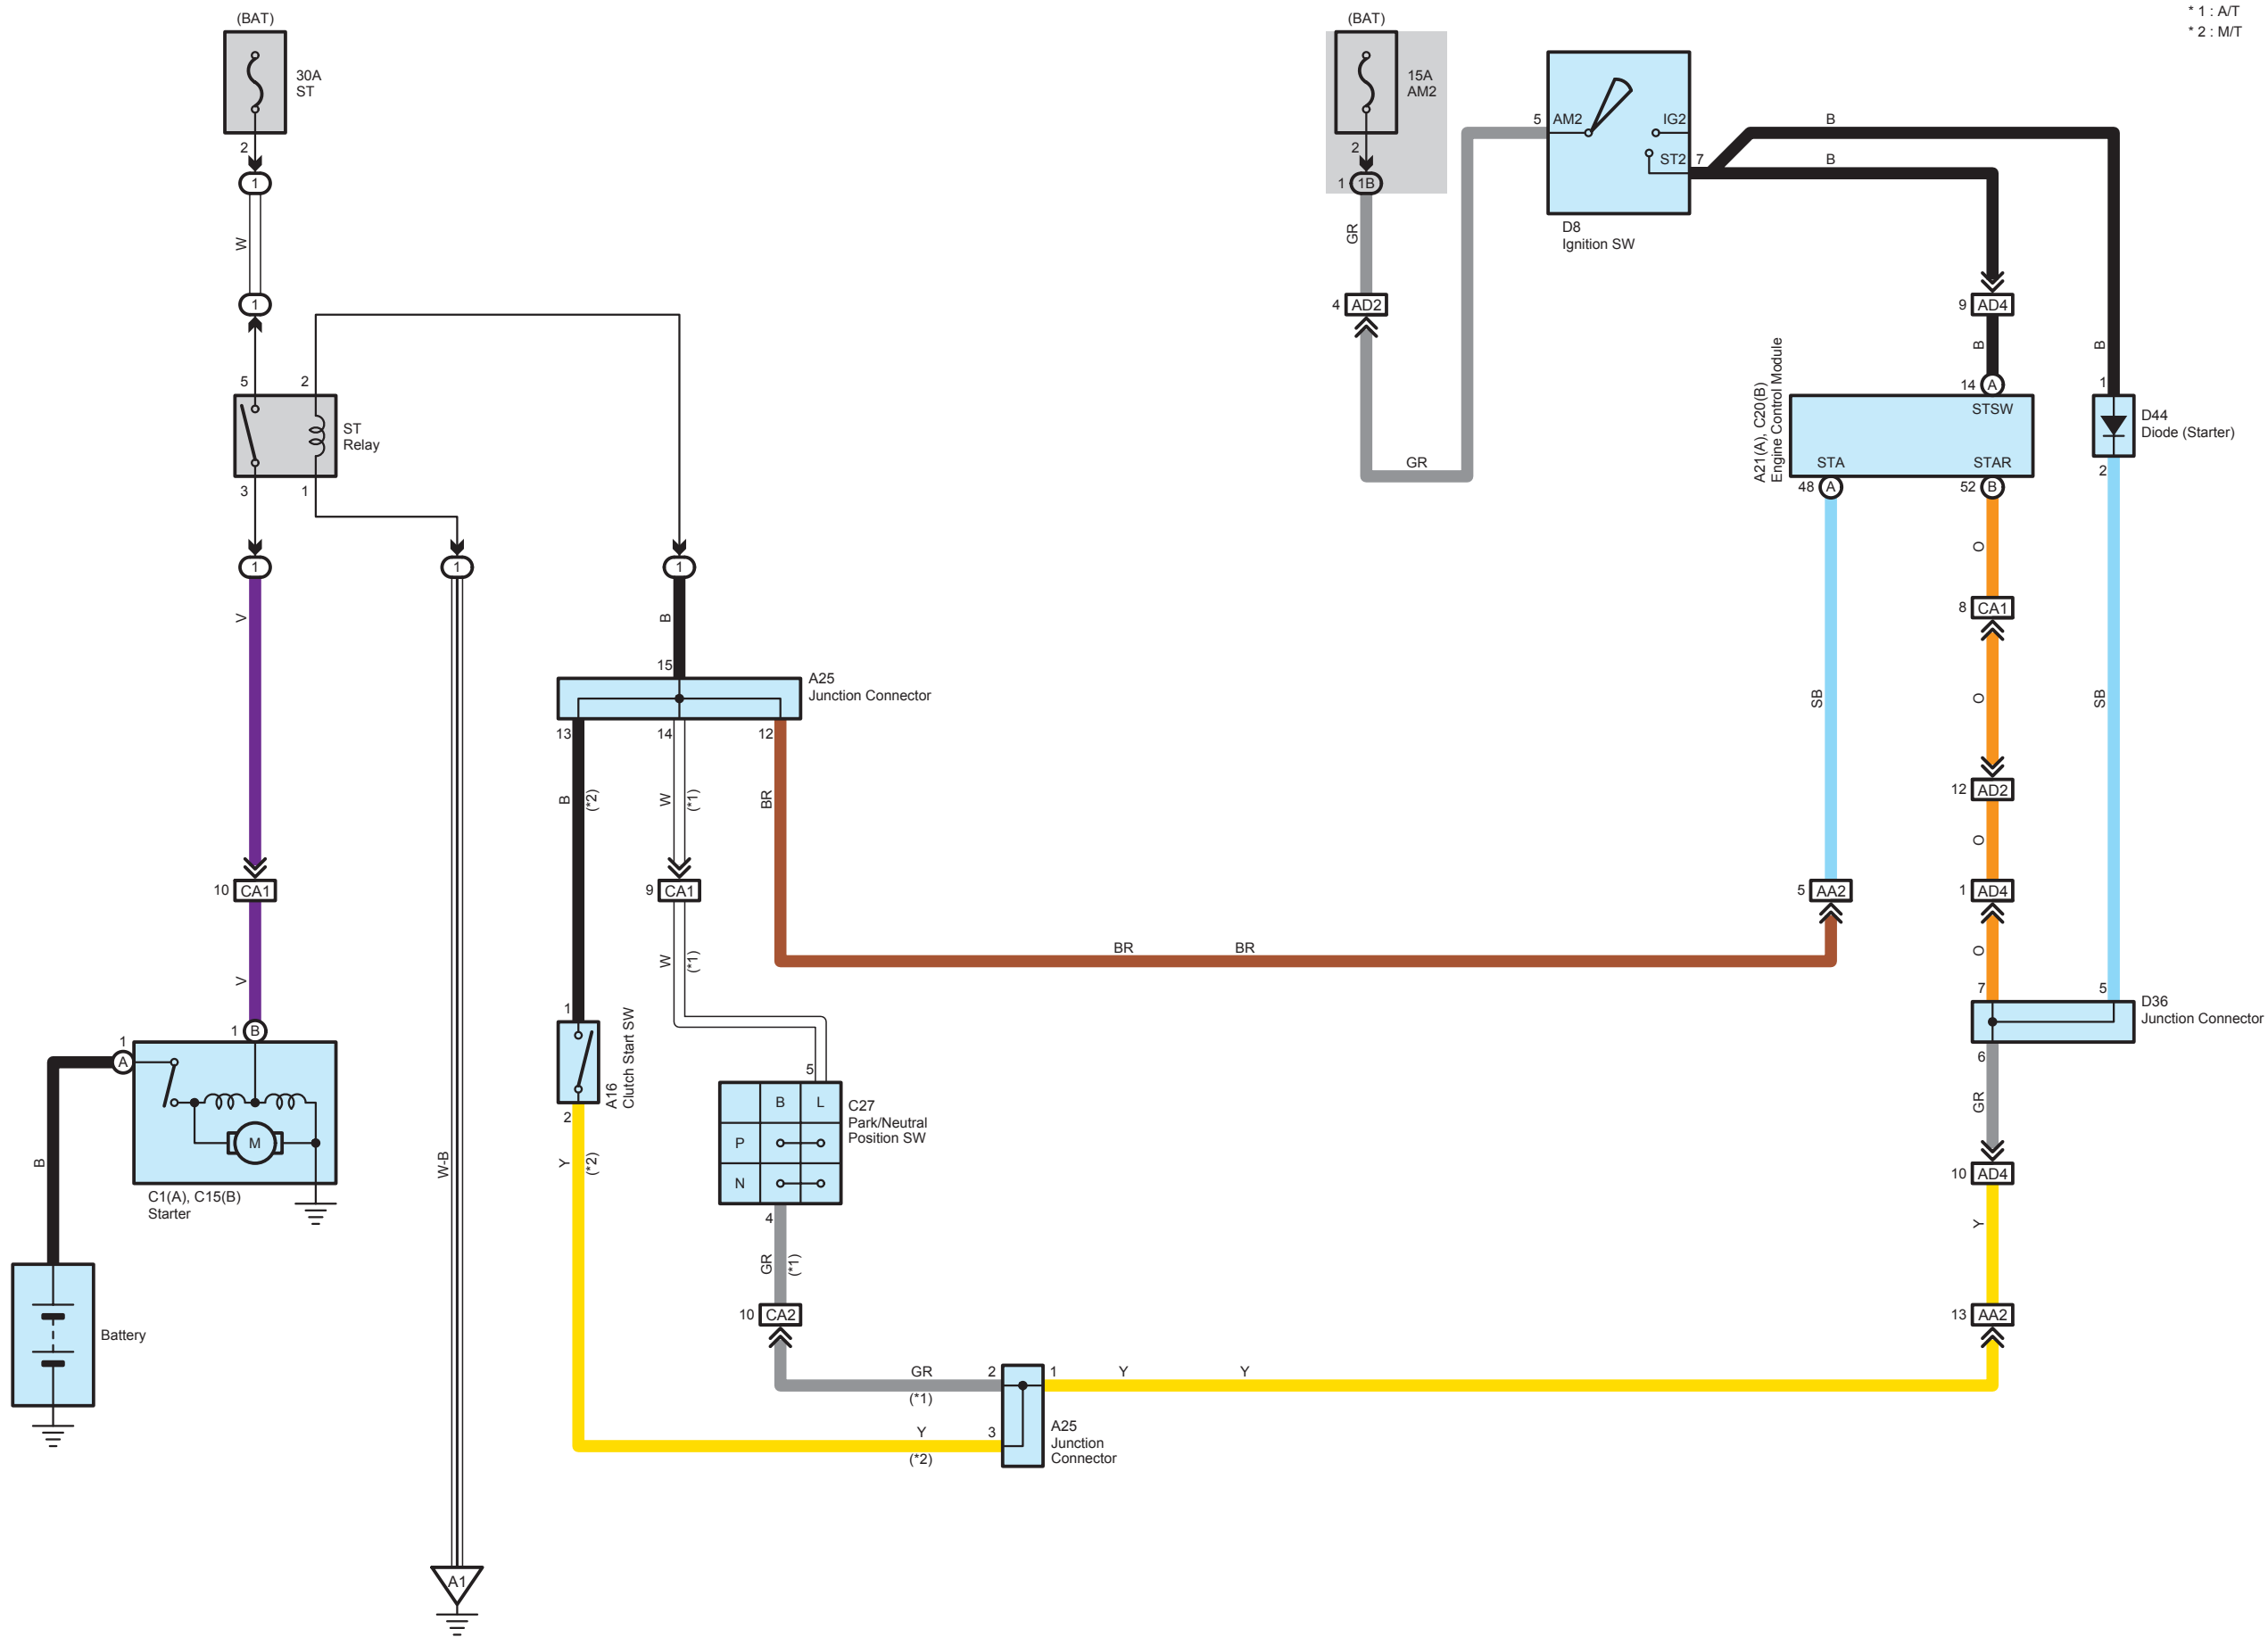 * 1 : A/T
* 2 : M/T
(BAT)
30A
ST
2
1
W
1
5
2
ST
Relay
3
1
1
1
1
V
10 CA1
V
1 B
1
A
M
C1(A), C15(B)
Starter
B
Battery
W-B
A1
B
15
A25
Junction Connector
13
14
12
B
(*2)
W
(*1)
BR
9 CA1
W
(*1)
BR
BR
1
A16
Clutch Start SW
2
Y
(*2)
5
B
L
P
N
C27
Park/Neutral
Position SW
4
GR
(*1)
10 CA2
GR
(*1)
2
1
Y
Y
Y
(*2)
3
A25
Junction
Connector
(BAT)
15A
AM2
2
1 1B
GR
4 AD2
GR
5
AM2
IG2
ST2
7
D8
Ignition SW
B
B
9 AD4
B
B
14 A
1
STSW
A21(A), C20(B)
Engine Control Module
STA
STAR
48 A
52 B
D44
Diode (Starter)
2
O
8 CA1
SB
O
SB
12 AD2
O
5 AA2
1 AD4
O
7
5
D36
Junction Connector
6
GR
10 AD4
Y
13 AA2